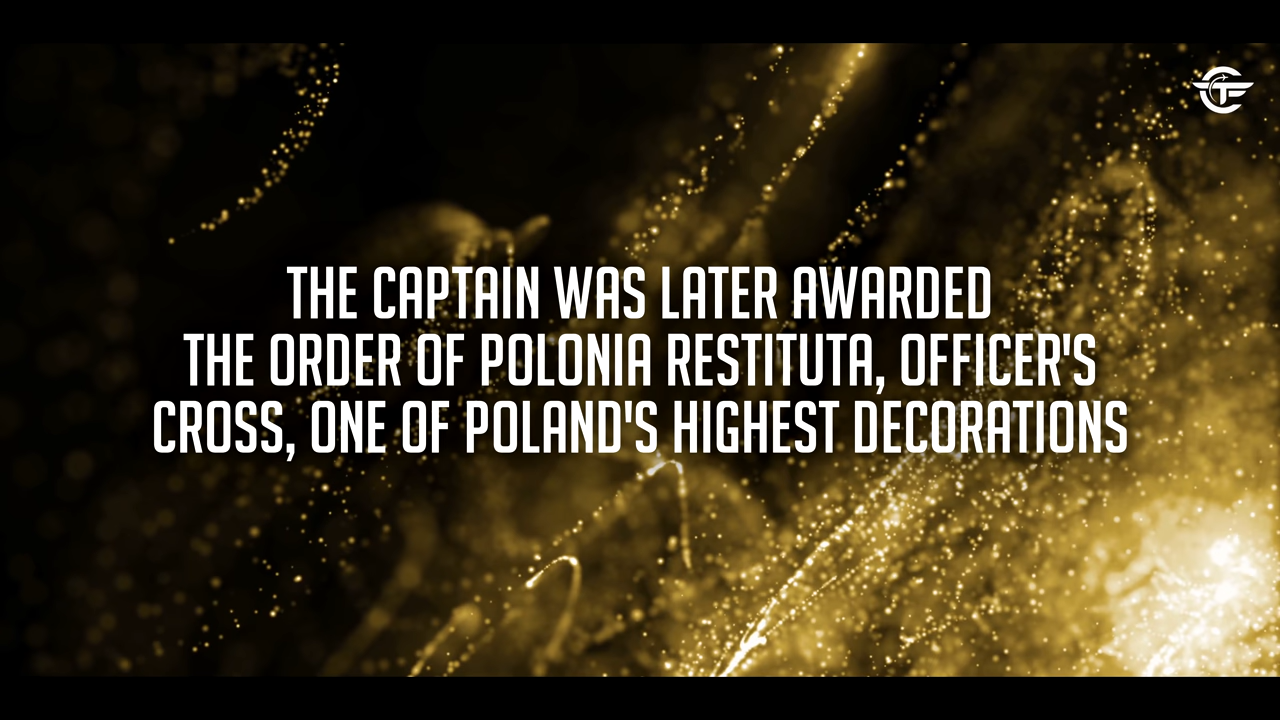 THE CAPTAIN WAS LATER AWARDED
THE ORDER OF POLONIA RESTITUTA, OFFICER'S
CROSS, ONE OF POLAND'S HIGHEST DECORATIONS